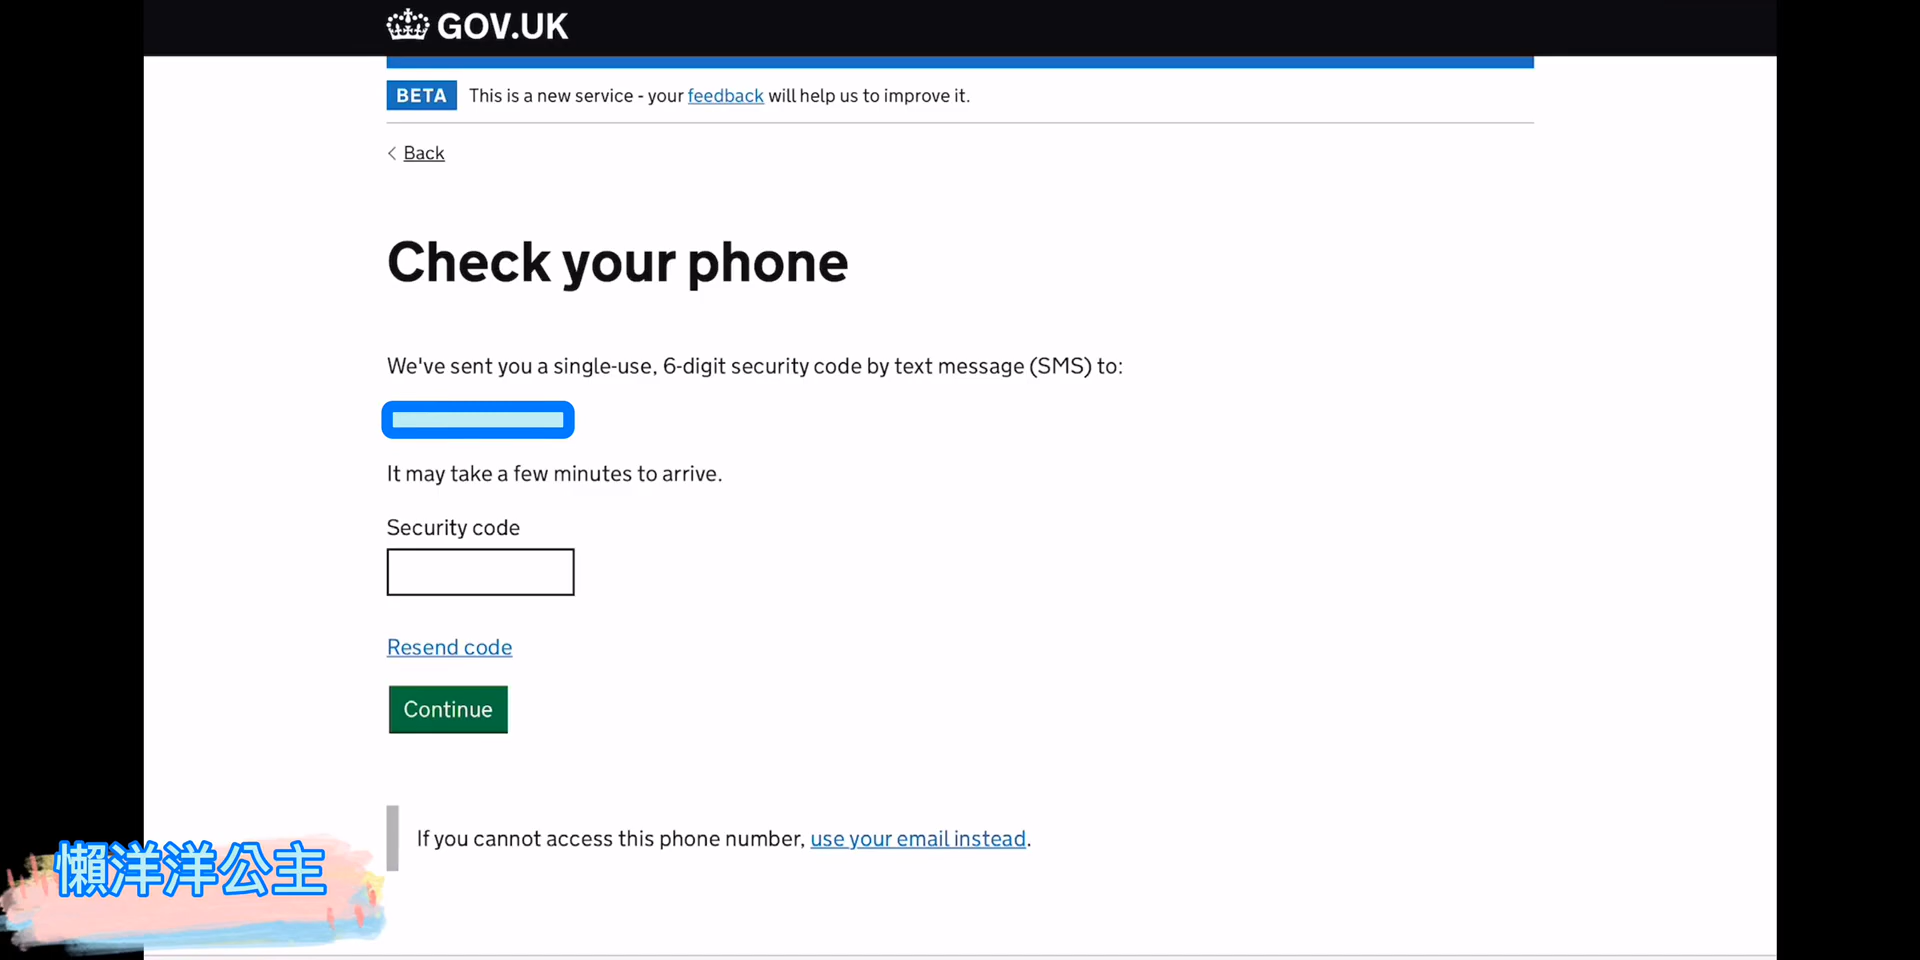 GOV.UK
BETA This is a new service - your feedback will help us to improve it.
Back
Check your phone
We've sent you a single-use, 6-digit security code by text message (SMS) to:
It may take a few minutes to arrive.
Security code
Resend code
Continue
If you cannot access this phone number, use your email instead.
懶洋洋公主